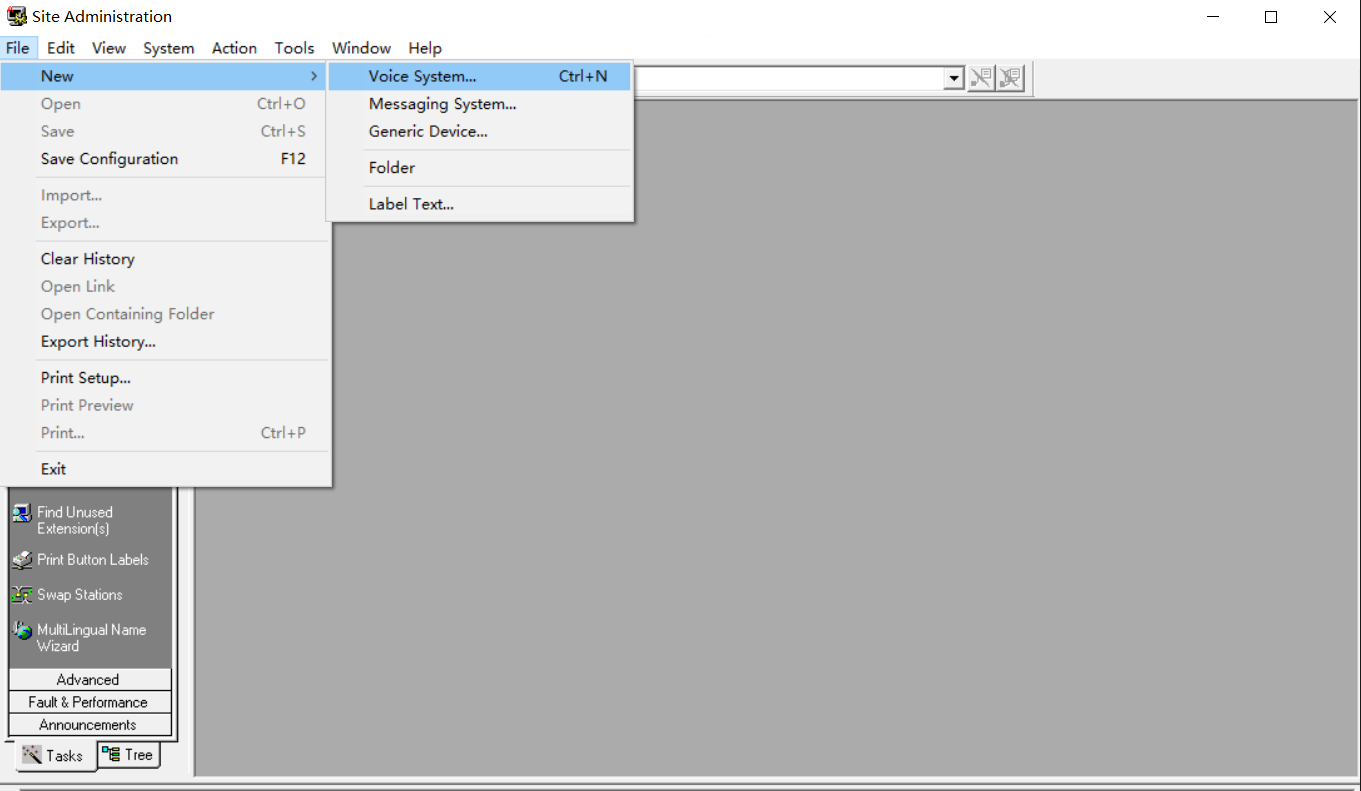 Site Administration
File Edit View System Action Tools Window Help
New
Voice System... Ctrl+N
Open Ctrl+O
Messaging System...
Save Ctrl+S
Generic Device...
Save Configuration F12
Folder
Import...
Label Text...
Export...
Clear History
Open Link
Open Containing Folder
Export History...
Print Setup...
Print Preview
Print... Ctrl+P
Exit
Find Unused
Extension(s)
Print Button Labels
Swap Stations
MultiLingual Name
Wizard
Advanced
Fault & Performance
Announcements
Tasks Tree